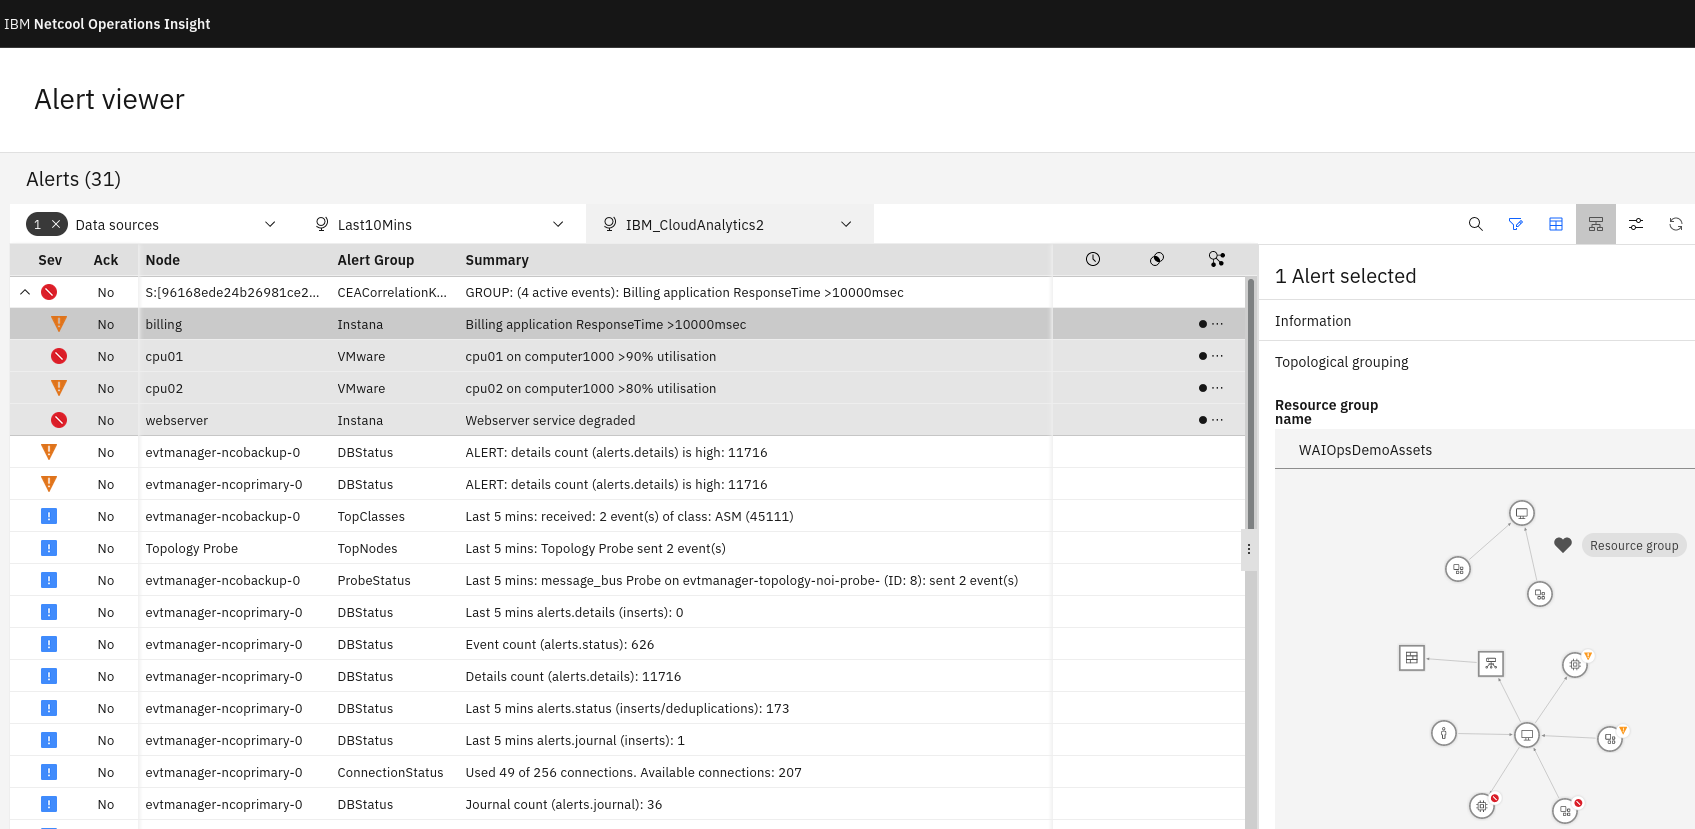 IBM Netcool Operations Insight
Alert viewer
Alerts (31)
1 Data sources Last10Mins IBM_CloudAnalytics2
Sev Ack Node Alert Group Summary
No S:[96168ede24b26981ce2... CEACorrelationK... GROUP: (4 active events): Billing application ResponseTime >10000msec
No billing Instana Billing application ResponseTime >10000msec
No cpu01 VMware cpu01 on computer1000 >90% utilisation
No cpu02 VMware cpu02 on computer1000 >80% utilisation
No webserver Instana Webserver service degraded
No evtmanager-ncobackup-0 DBStatus ALERT: details count (alerts.details) is high: 11716
No evtmanager-ncoprimary-0 DBStatus ALERT: details count (alerts.details) is high: 11716
No evtmanager-ncobackup-0 TopClasses Last 5 mins: received: 2 event(s) of class: ASM (45111)
No Topology Probe TopNodes Last 5 mins: Topology Probe sent 2 event(s)
No evtmanager-ncobackup-0 ProbeStatus Last 5 mins: message_bus Probe on evtmanager-topology-noi-probe- (ID: 8): sent 2 event(s)
No evtmanager-ncoprimary-0 DBStatus Last 5 mins alerts.details (inserts): 0
No evtmanager-ncoprimary-0 DBStatus Event count (alerts.status): 626
No evtmanager-ncoprimary-0 DBStatus Details count (alerts.details): 11716
No evtmanager-ncoprimary-0 DBStatus Last 5 mins alerts.status (inserts/deduplications): 173
No evtmanager-ncoprimary-0 DBStatus Last 5 mins alerts.journal (inserts): 1
No evtmanager-ncoprimary-0 ConnectionStatus Used 49 of 256 connections. Available connections: 207
No evtmanager-ncoprimary-0 DBStatus Journal count (alerts.journal): 36
1 Alert selected
Information
Topological grouping
Resource group
name
WAIOpsDemoAssets
Resource group